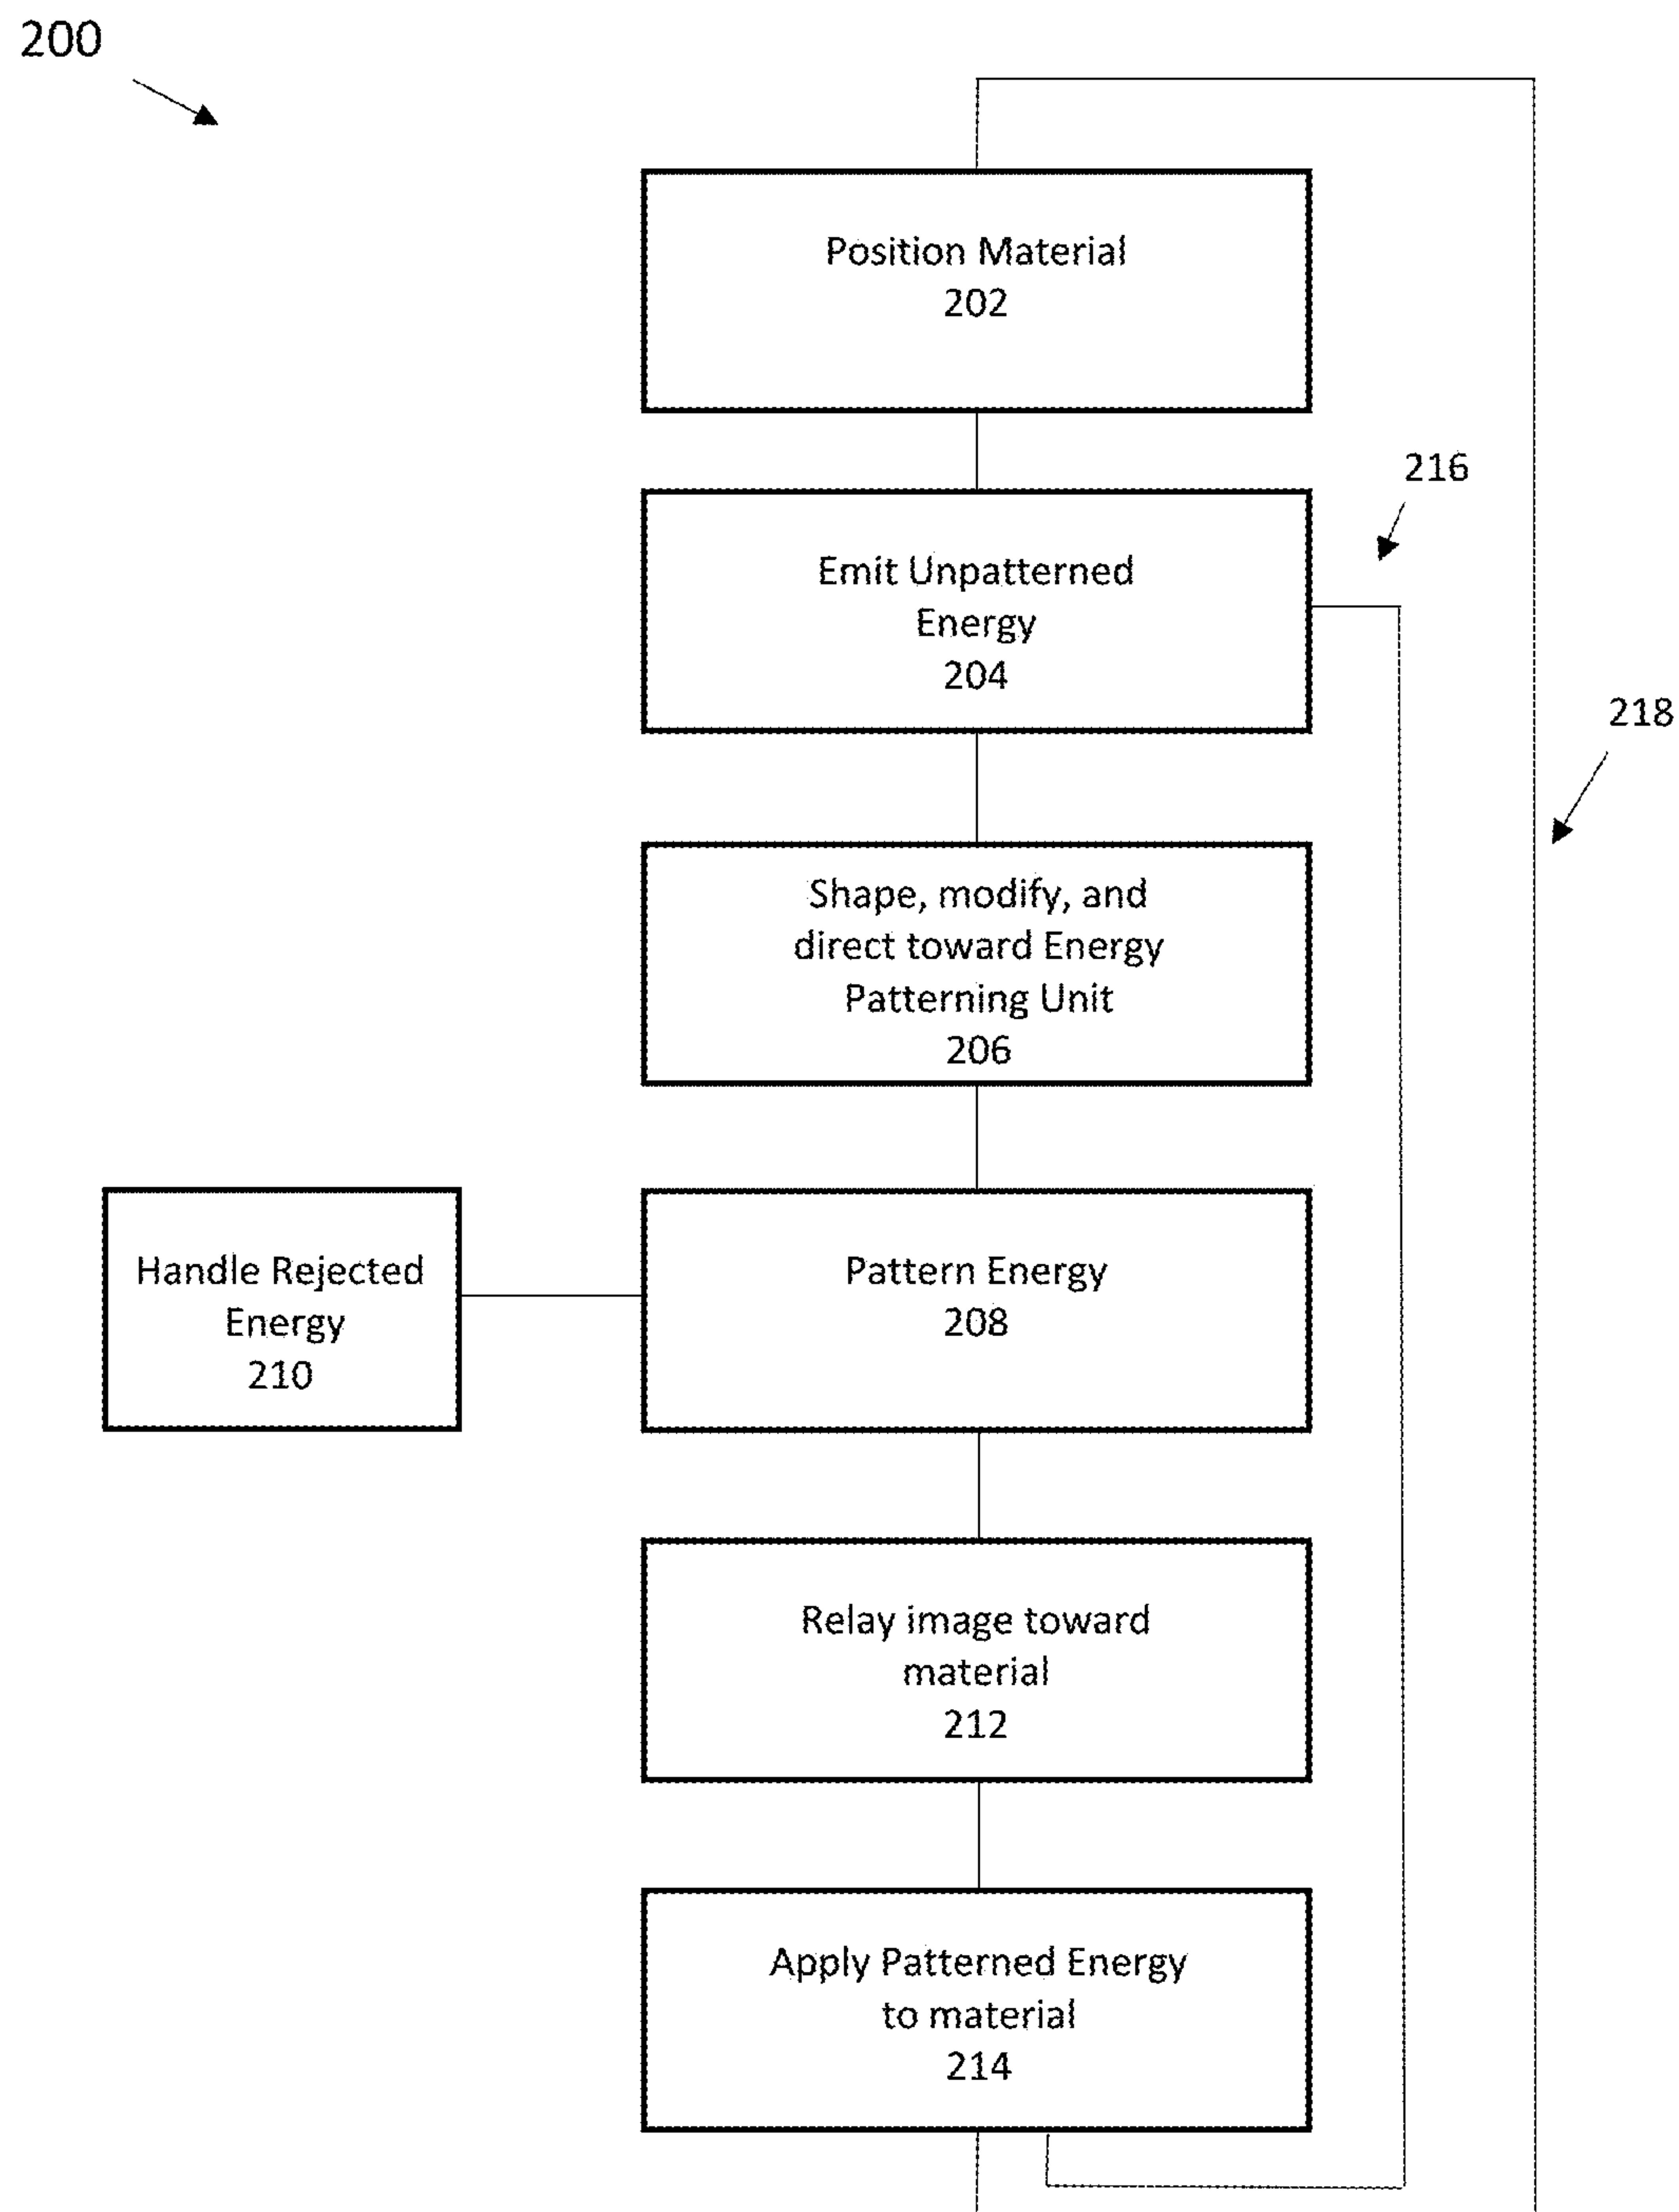 200
Position Material
202
216
Emit Unpatterned
Energy
204
218
Shape, modify, and
direct toward Energy
Patterning Unit
206
Handle Rejected
Energy
210
Pattern Energy
208
Relay image toward
material
212
Apply Patterned Energy
to material
214